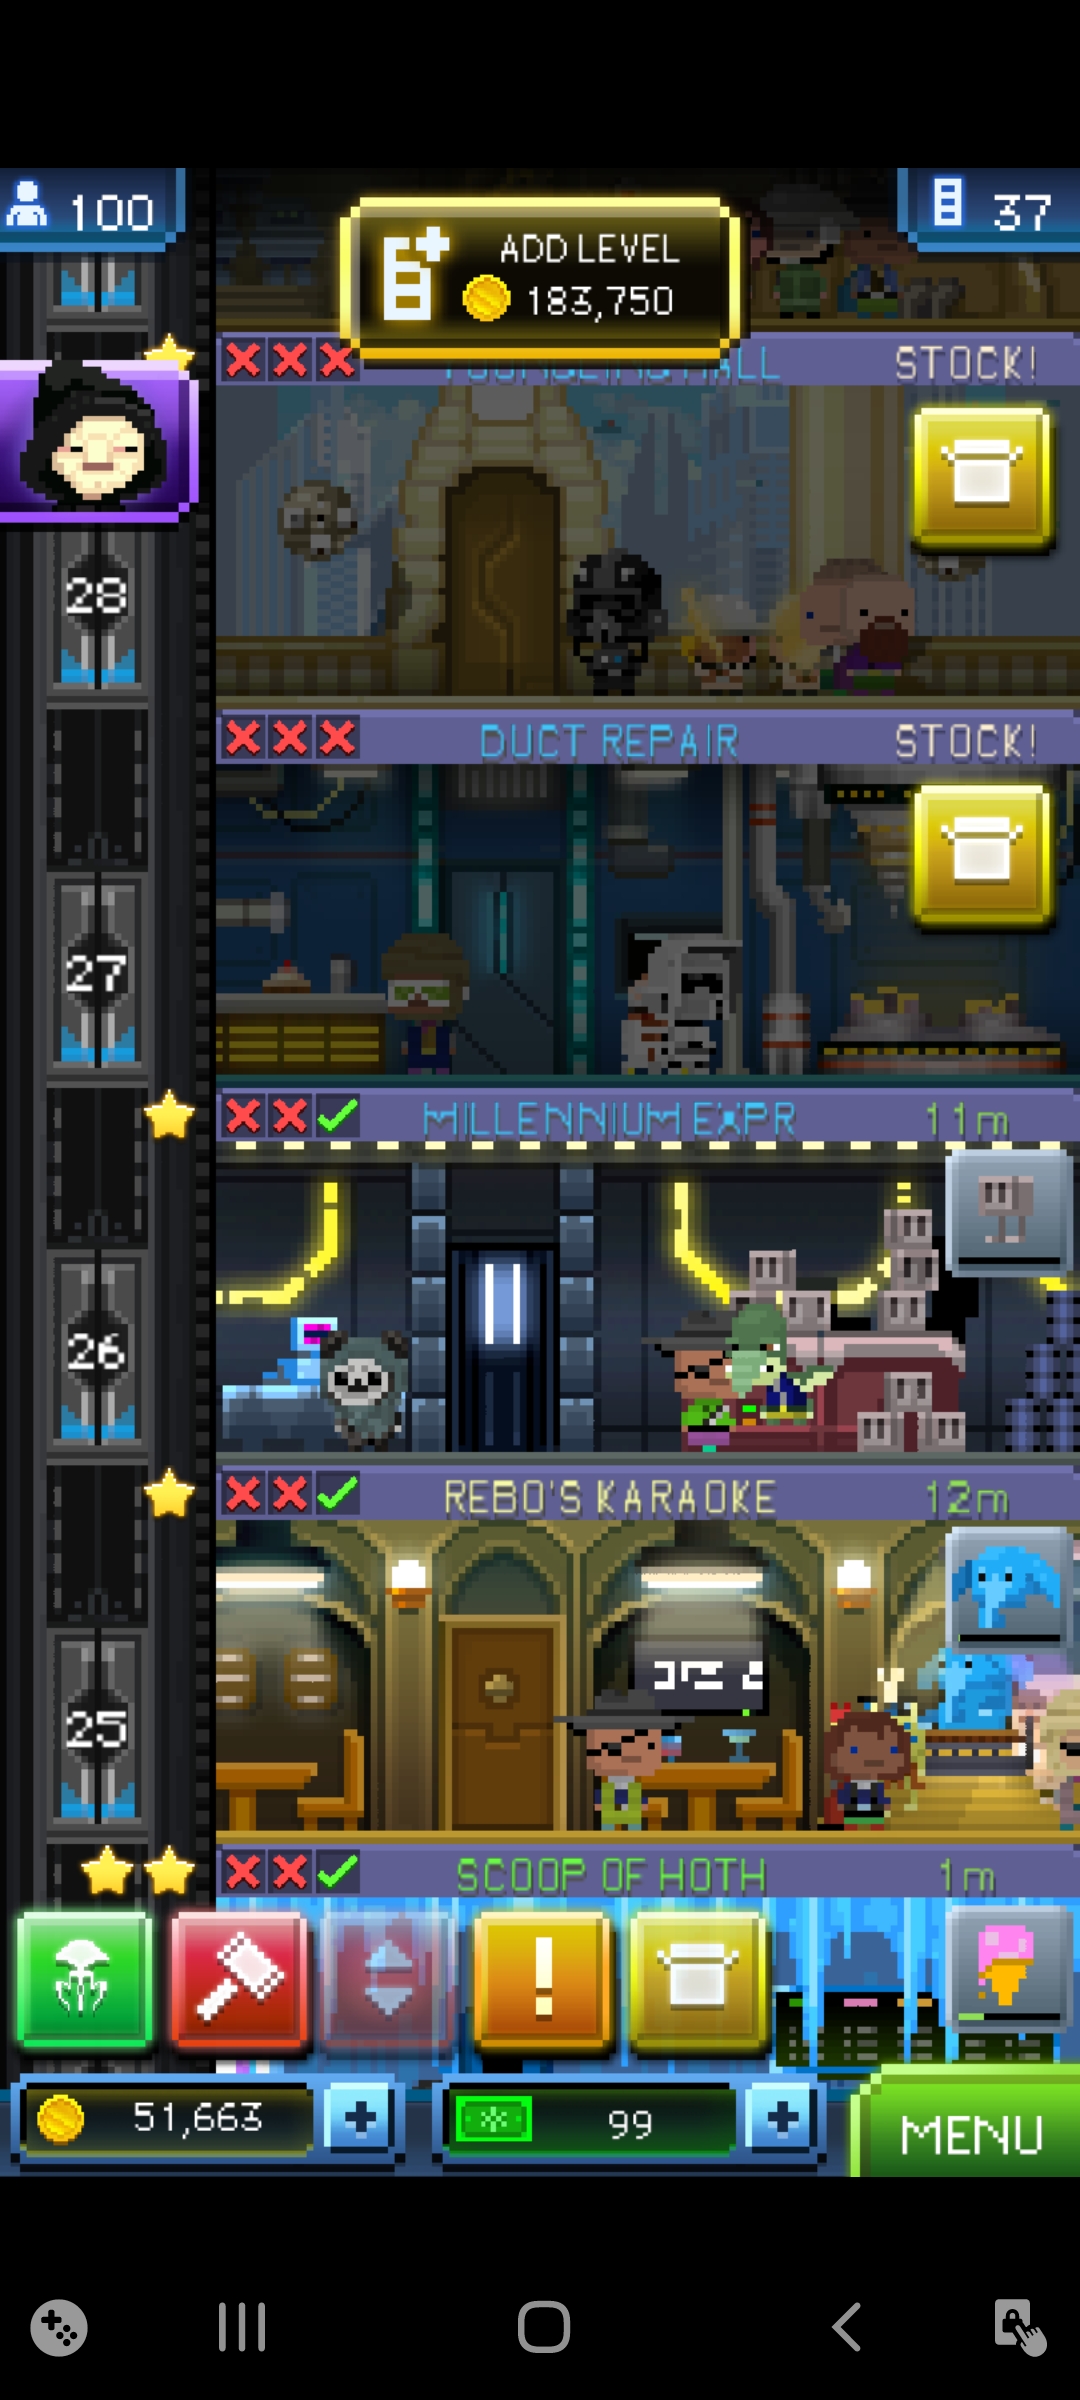 100
ADD LEVEL
183,750
37
STOCK!
28
DUCT REPAIR
STOCK!
27
MILLENNIUM EXPR
11m
26
REBO'S KARAOKE
12m
25
SCOOP OF HOTH
1m
!
51,663
99
MENU